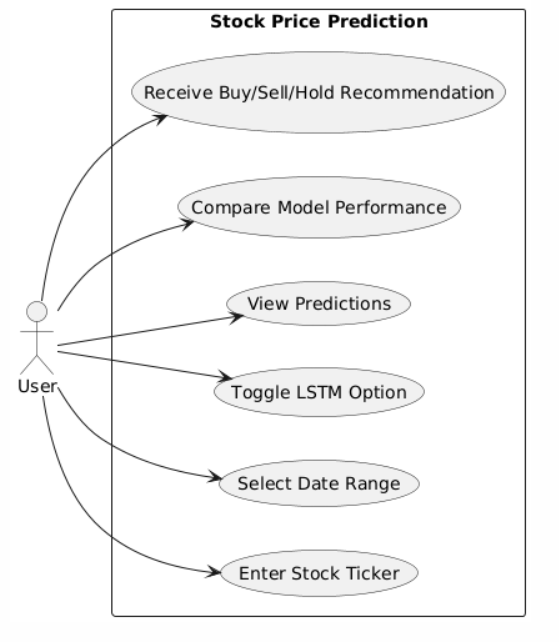 Stock Price Prediction
Receive Buy/Sell/Hold Recommendation
Compare Model Performance
View Predictions
Toggle LSTM Option
User
Select Date Range
Enter Stock Ticker